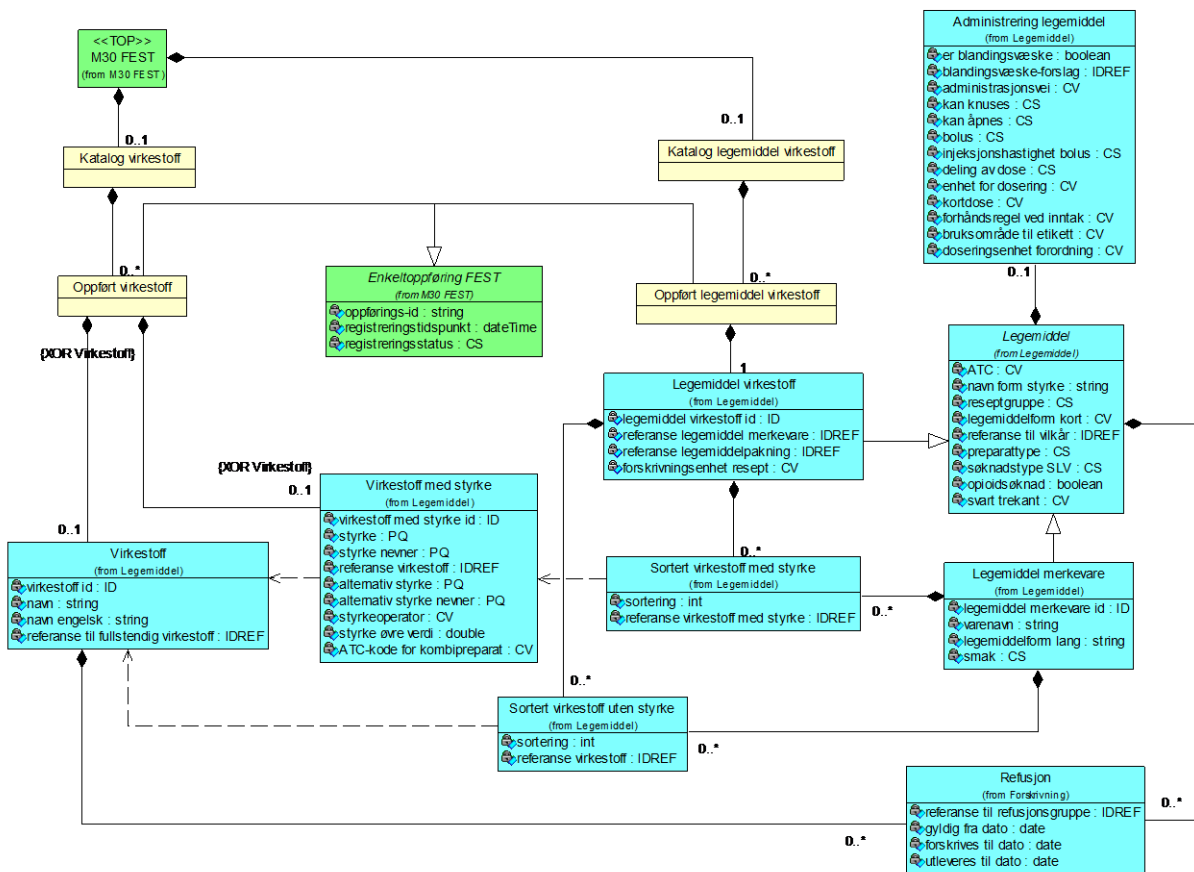 <<TOP>>
M30 FEST
(from M30 FEST)
0..1
0..1
Katalog virkestoff
Katalog legemiddel virkestoff
Administrering legemiddel
(from Legemiddel)
er blandingsvæske : boolean
blandingsvæske-forslag : IDREF
administrasjonsvei : CV
kan knuses : CS
kan åpnes : CS
bolus : CS
injeksjonshastighet bolus : CS
deling av dose : CS
enhet for dosering : CV
kortdose : CV
forhåndsregel ved inntak : CV
bruksområde til etikett : CV
doseringsenhet forordning : CV
0..1
0..*
0..*
Oppført virkestoff
Enkeltoppføring FEST
(from M30 FEST)
oppførings-id : string
registreringstidspunkt : dateTime
registreringsstatus : CS
Oppført legemiddel virkestoff
{XOR Virkestoff}
1
Legemiddel virkestoff
(from Legemiddel)
legemiddel virkestoff id : ID
referanse legemiddel merkevare : IDREF
referanse legemiddelpakning : IDREF
forskrivningsenhet resept : CV
Legemiddel
(from Legemiddel)
ATC : CV
navn form styrke : string
reseptgruppe : CS
legemiddelform kort : CV
referanse til vilkår : IDREF
preparattype : CS
søknadstype SLV : CS
opioidsøknad : boolean
svart trekant : CV
{XOR Virkestoff}
0..1
Virkestoff med styrke
(from Legemiddel)
virkestoff med styrke id : ID
styrke : PQ
styrke nevner : PQ
referanse virkestoff : IDREF
alternativ styrke : PQ
alternativ styrke nevner : PQ
styrkeoperator : CV
styrke øvre verdi : double
ATC-kode for kombipreparat : CV
0..1
Virkestoff
(from Legemiddel)
virkestoff id : ID
navn : string
navn engelsk : string
referanse til fullstendig virkestoff : IDREF
0..*
Sortert virkestoff med styrke
(from Legemiddel)
sortering : int
referanse virkestoff med styrke : IDREF
0..*
Legemiddel merkevare
(from Legemiddel)
legemiddel merkevare id : ID
varenavn : string
legemiddelform lang : string
smak : CS
0..*
Sortert virkestoff uten styrke
(from Legemiddel)
sortering : int
referanse virkestoff : IDREF
0..*
Refusjon
(from Forskrivning)
referanse til refusjonsgruppe : IDREF
gyldig fra dato : date
forskrives til dato : date
utleveres til dato : date
0..*
0..*